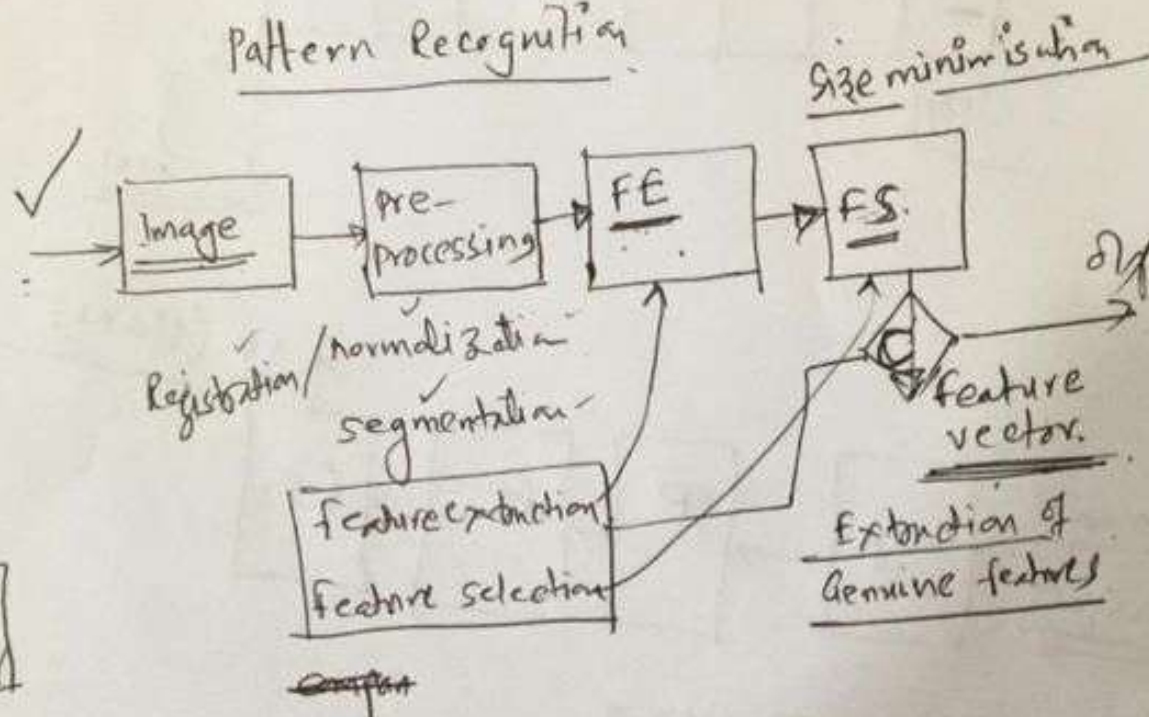 Pattern Recognition
Size minimisation
Image
pre-
processing
FE
FS.
Registration/normalization
segmentation
C
feature
vector.
feature extraction
feature selection
Extraction of
Genuine features